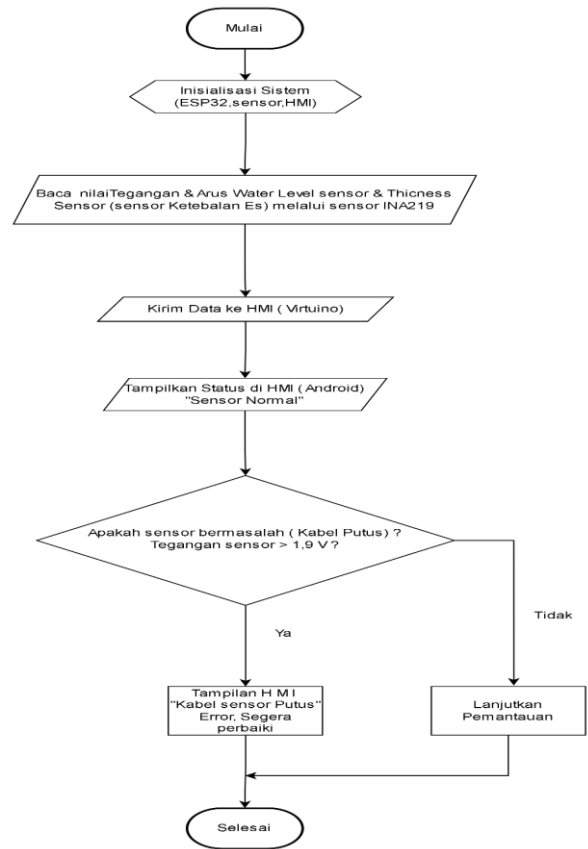 Mulai
Inisialisasi Sistem
(ESP32,sensor,HMI)
Baca nilaiTegangan & Arus Water Level sensor & Thicness
Sensor (sensor Ketebalan Es) melalui sensor INA219
Kirim Data ke HMI ( Virtuino)
Tampilkan Status di HMI ( Android)
"Sensor Normal"
Apakah sensor bermasalah ( Kabel Putus) ?
Tegangan sensor > 1,9 V ?
Tidak
Ya
Tampilan H M I
"Kabel sensor Putus"
Error, Segera
perbaiki
Lanjutkan
Pemantauan
Selesai